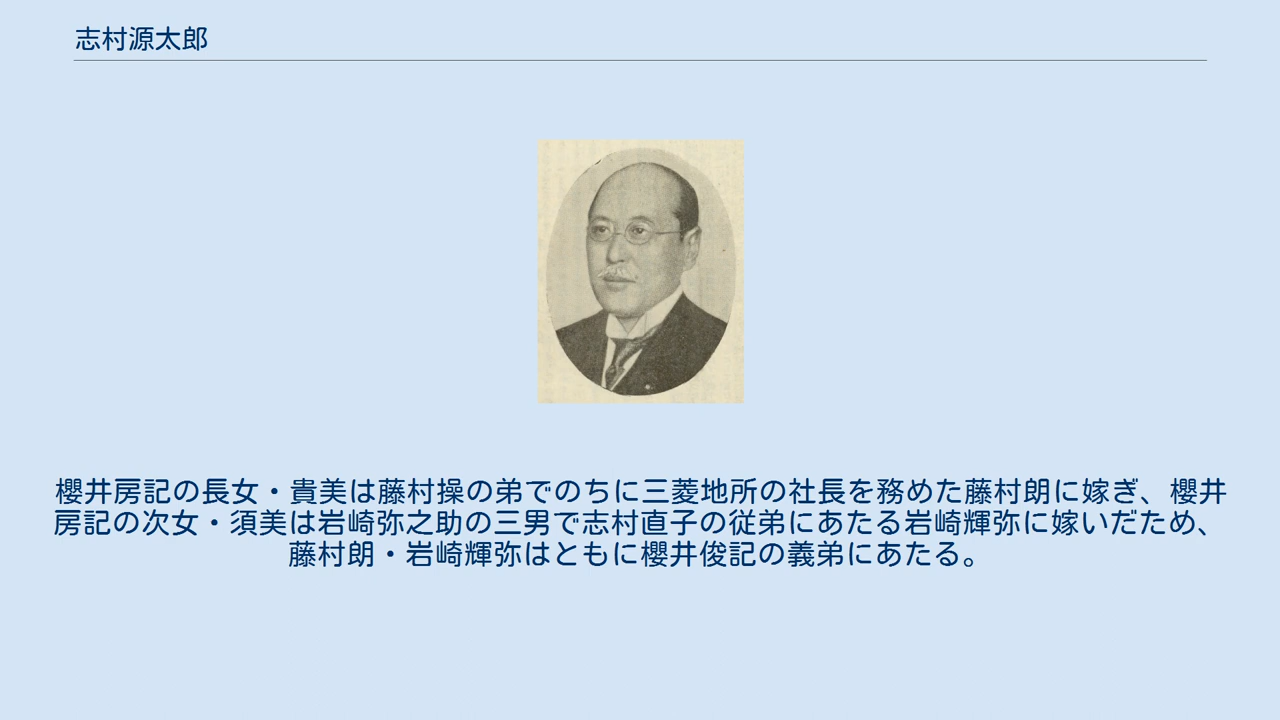 志村源太郎
櫻井房記の長女・貴美は藤村操の弟でのちに三菱地所の社長を務めた藤村朗に嫁ぎ、櫻井
房記の次女・須美は岩崎弥之助の三男で志村直子の従弟にあたる岩崎輝弥に嫁いだため、
藤村朗・岩崎輝弥はともに櫻井俊記の義弟にあたる。